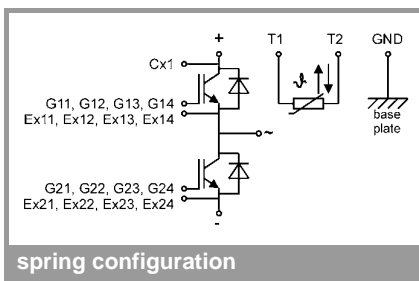 +
T1
T2
GND
Cx1
ϑ
G11, G12, G13, G14
Ex11, Ex12, Ex13, Ex14
base
plate
~
G21, G22, G23, G24
Ex21, Ex22, Ex23, Ex24
-
spring configuration